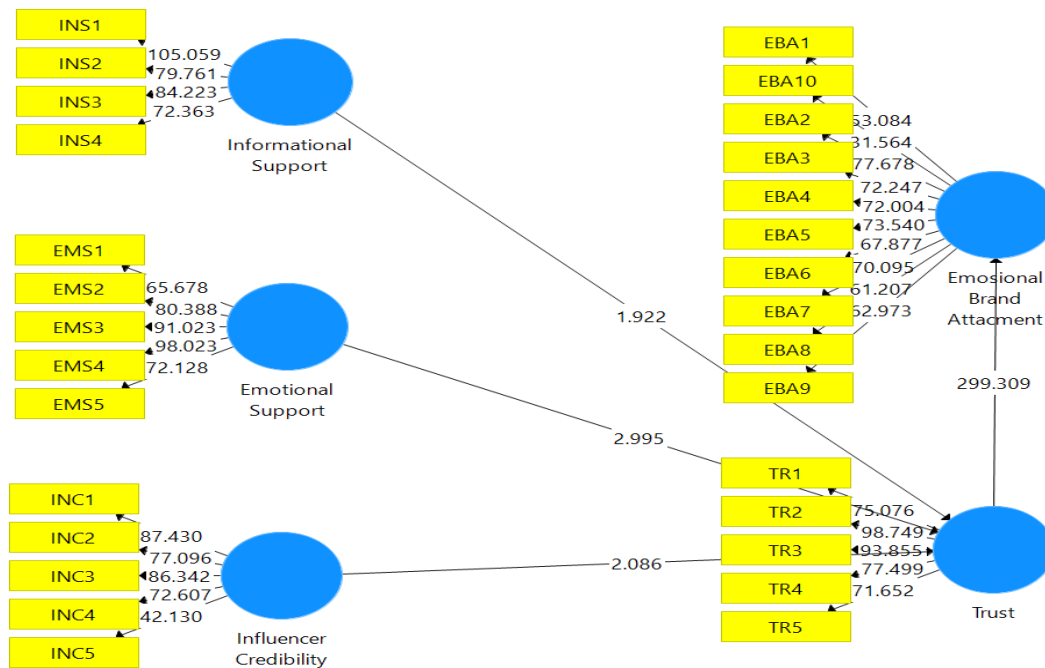 INS1
INS2
INS3
INS4
105.059
79.761
84.223
72.363
Informational
Support
EMS1
EMS2
EMS3
EMS4
EMS5
65.678
80.388
91.023
98.023
72.128
Emotional
Support
INC1
INC2
INC3
INC4
INC5
87.430
77.096
86.342
72.607
42.130
Influencer
Credibility
1.922
2.995
2.086
EBA1
EBA10
EBA2
EBA3
EBA4
EBA5
EBA6
EBA7
EBA8
EBA9
53.084
31.564
77.678
72.247
72.004
73.540
67.877
70.095
61.207
62.973
Emosional
Brand
Attacment
299.309
TR1
TR2
TR3
TR4
TR5
75.076
98.749
93.855
77.499
71.652
Trust